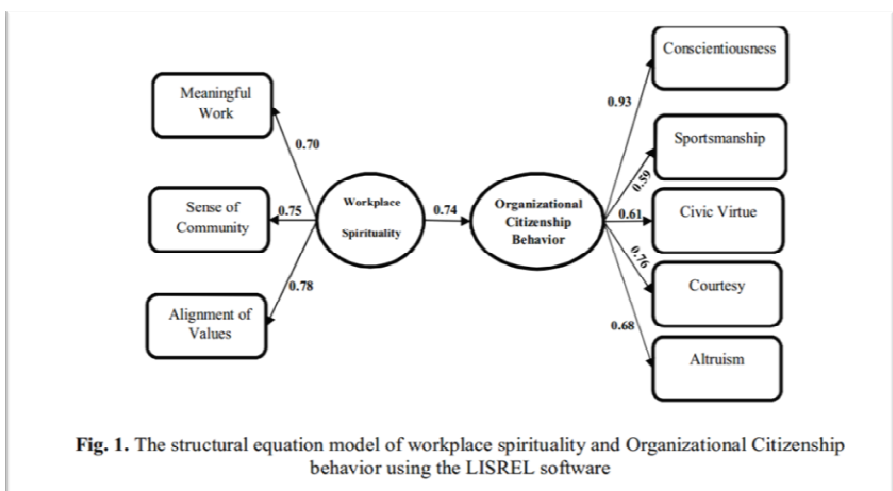 Conscientiousness
0.93
Meaningful
Work
0.70
Sportsmanship
0.59
Sense of
Community
0.75
Workplace
Spirituality
0.74
Organizational
Citizenship
Behavior
0.61
Civic Virtue
0.76
Courtesy
Alignment of
Values
0.78
0.68
Altruism
Fig. 1. The structural equation model of workplace spirituality and Organizational Citizenship
behavior using the LISREL software